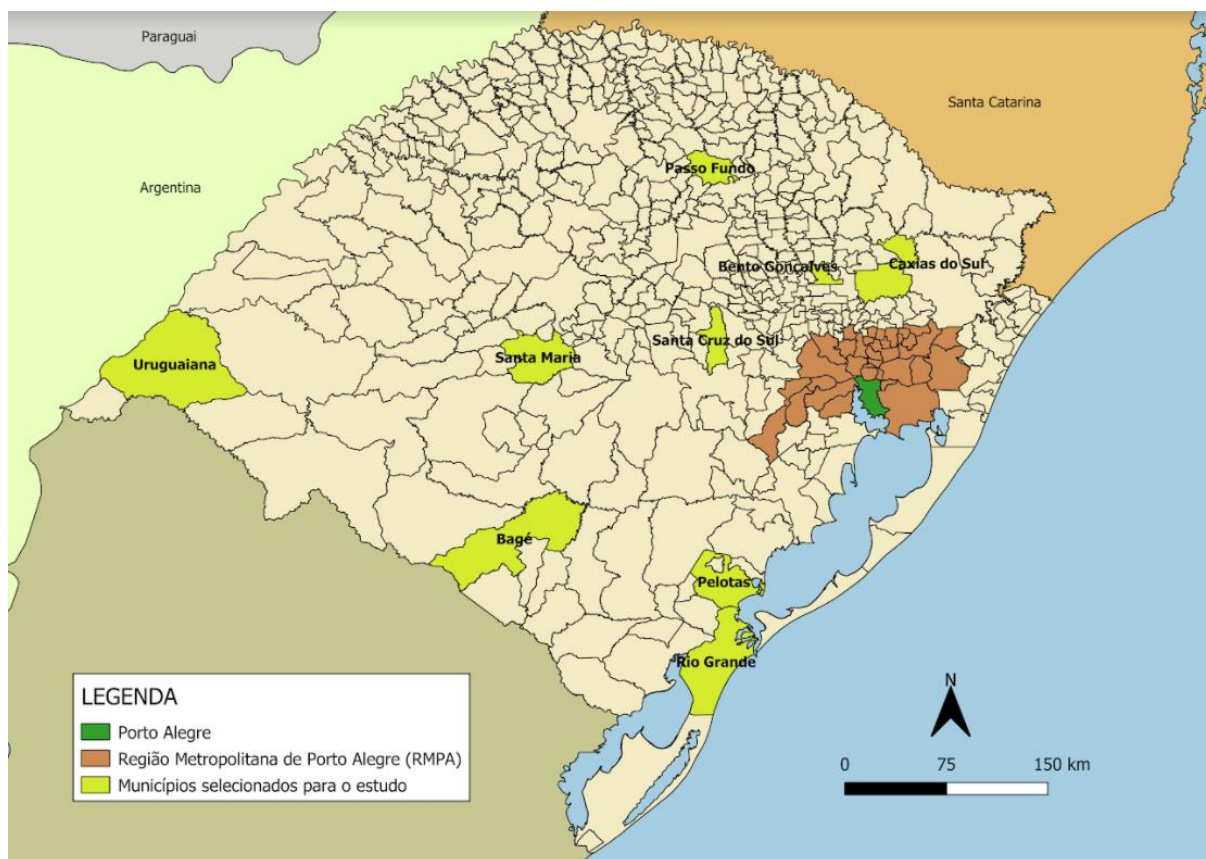 Paraguai
Santa Catarina
Argentina
Passo Fundo
Bento Gonçalves
Caxias do Sul
Santa Cruz do Sul
Santa Maria
Uruguaiana
Bagé
Pelotas
Rio Grande
LEGENDA
Porto Alegre
Região Metropolitana de Porto Alegre (RMPA)
Municípios selecionados para o estudo
N
0 75 150 km